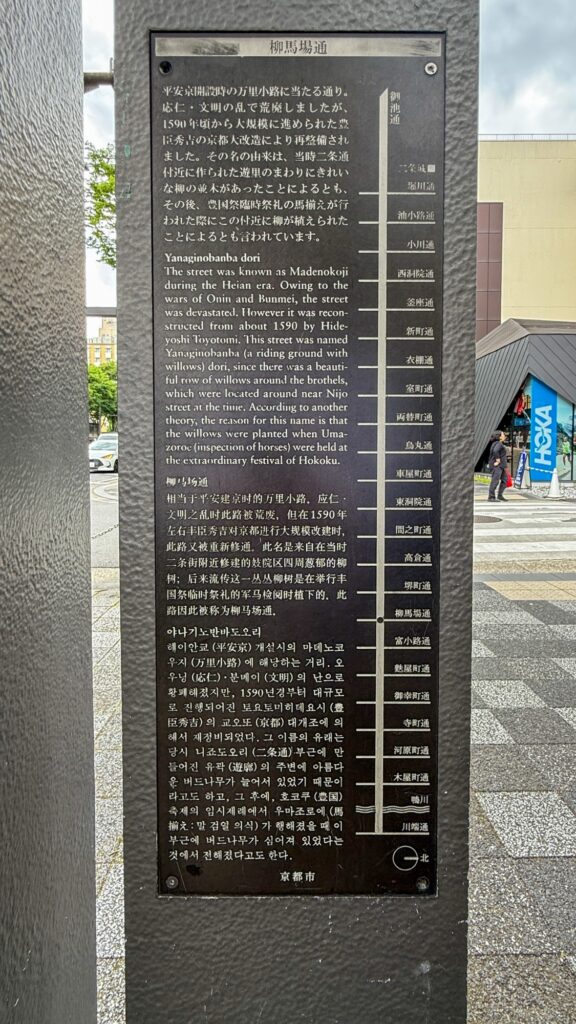 柳馬場通
平安京開設時の万里小路に当たる通り。
応仁・文明の乱で荒廃しましたが、
1590年頃から大規模に進められた豊
臣秀吉の京都大改造により再整備され
ました。その名の由来は、当時二条通
付近に作られた遊里のまわりにきれい
な柳の並木があったことによるとも、
その後、豊国祭臨時祭礼の馬揃えが行
われた際にこの付近に柳が植えられた
ことによるとも言われています。
Yanaginobanba dori
The street was known as Madenokoji
during the Heian era. Owing to the
wars of Onin and Bunmei, the street
was devastated. However it was recon-
structed from about 1590 by Hide-
yoshi Toyotomi. This street was named
Yanaginobanba (a riding ground with
willows) dori, since there was a beauti-
ful row of willows around the brothels,
which were located around near Nijo
street at the time. According to another
theory, the reason for this name is that
the willows were planted when Uma-
zoroe (inspection of horses) were held at
the extraordinary festival of Hokoku.
柳马场通
相当于平安建京时的万里小路。应仁·
文明之乱时此路被荒废，但在1590年
左右丰臣秀吉对京都进行大规模改建时，
此路又被重新修通。此名是来自在当时
二条街附近修建的妓院区四周葱郁的柳
树；后来流传这一丛丛柳树是在举行丰
国祭临时祭礼的军马检阅时植下的，此
路因此被称为柳马场通。
야나기노반바도오리
헤이안쿄 (平安京) 개설시의 마데노코
우지 (万里小路) 에 해당하는 거리. 오
우닝 (応仁)·분메이 (文明) 의 난으로
황폐해졌지만, 1590년경부터 대규모
로 진행되어진 토요토미히데요시 (豊
臣秀吉) 의 교오또 (京都) 대개조에 의
해서 재정비되었다. 그 이름의 유래는
당시 니죠도오리 (二条通) 부근에 만
들어진 유곽 (遊廓) 의 주변에 아름다
운 버드나무가 늘어서 있었기 때문이
라고도 하고, 그 후에, 호코쿠 (豊国)
축제의 임시제례에서 우마조로에 (馬
揃え : 말 검열 의식) 가 행해졌을 때 이
부근에 버드나무가 심어져 있었다는
것에서 전해졌다고도 한다.
京都市
御池通
二条城
堀川通
油小路通
小川通
西洞院通
釜座通
新町通
衣棚通
室町通
両替町通
烏丸通
車屋町通
東洞院通
間之町通
高倉通
堺町通
柳馬場通
富小路通
麩屋町通
御幸町通
寺町通
河原町通
木屋町通
鴨川
川端通
北
HOKA